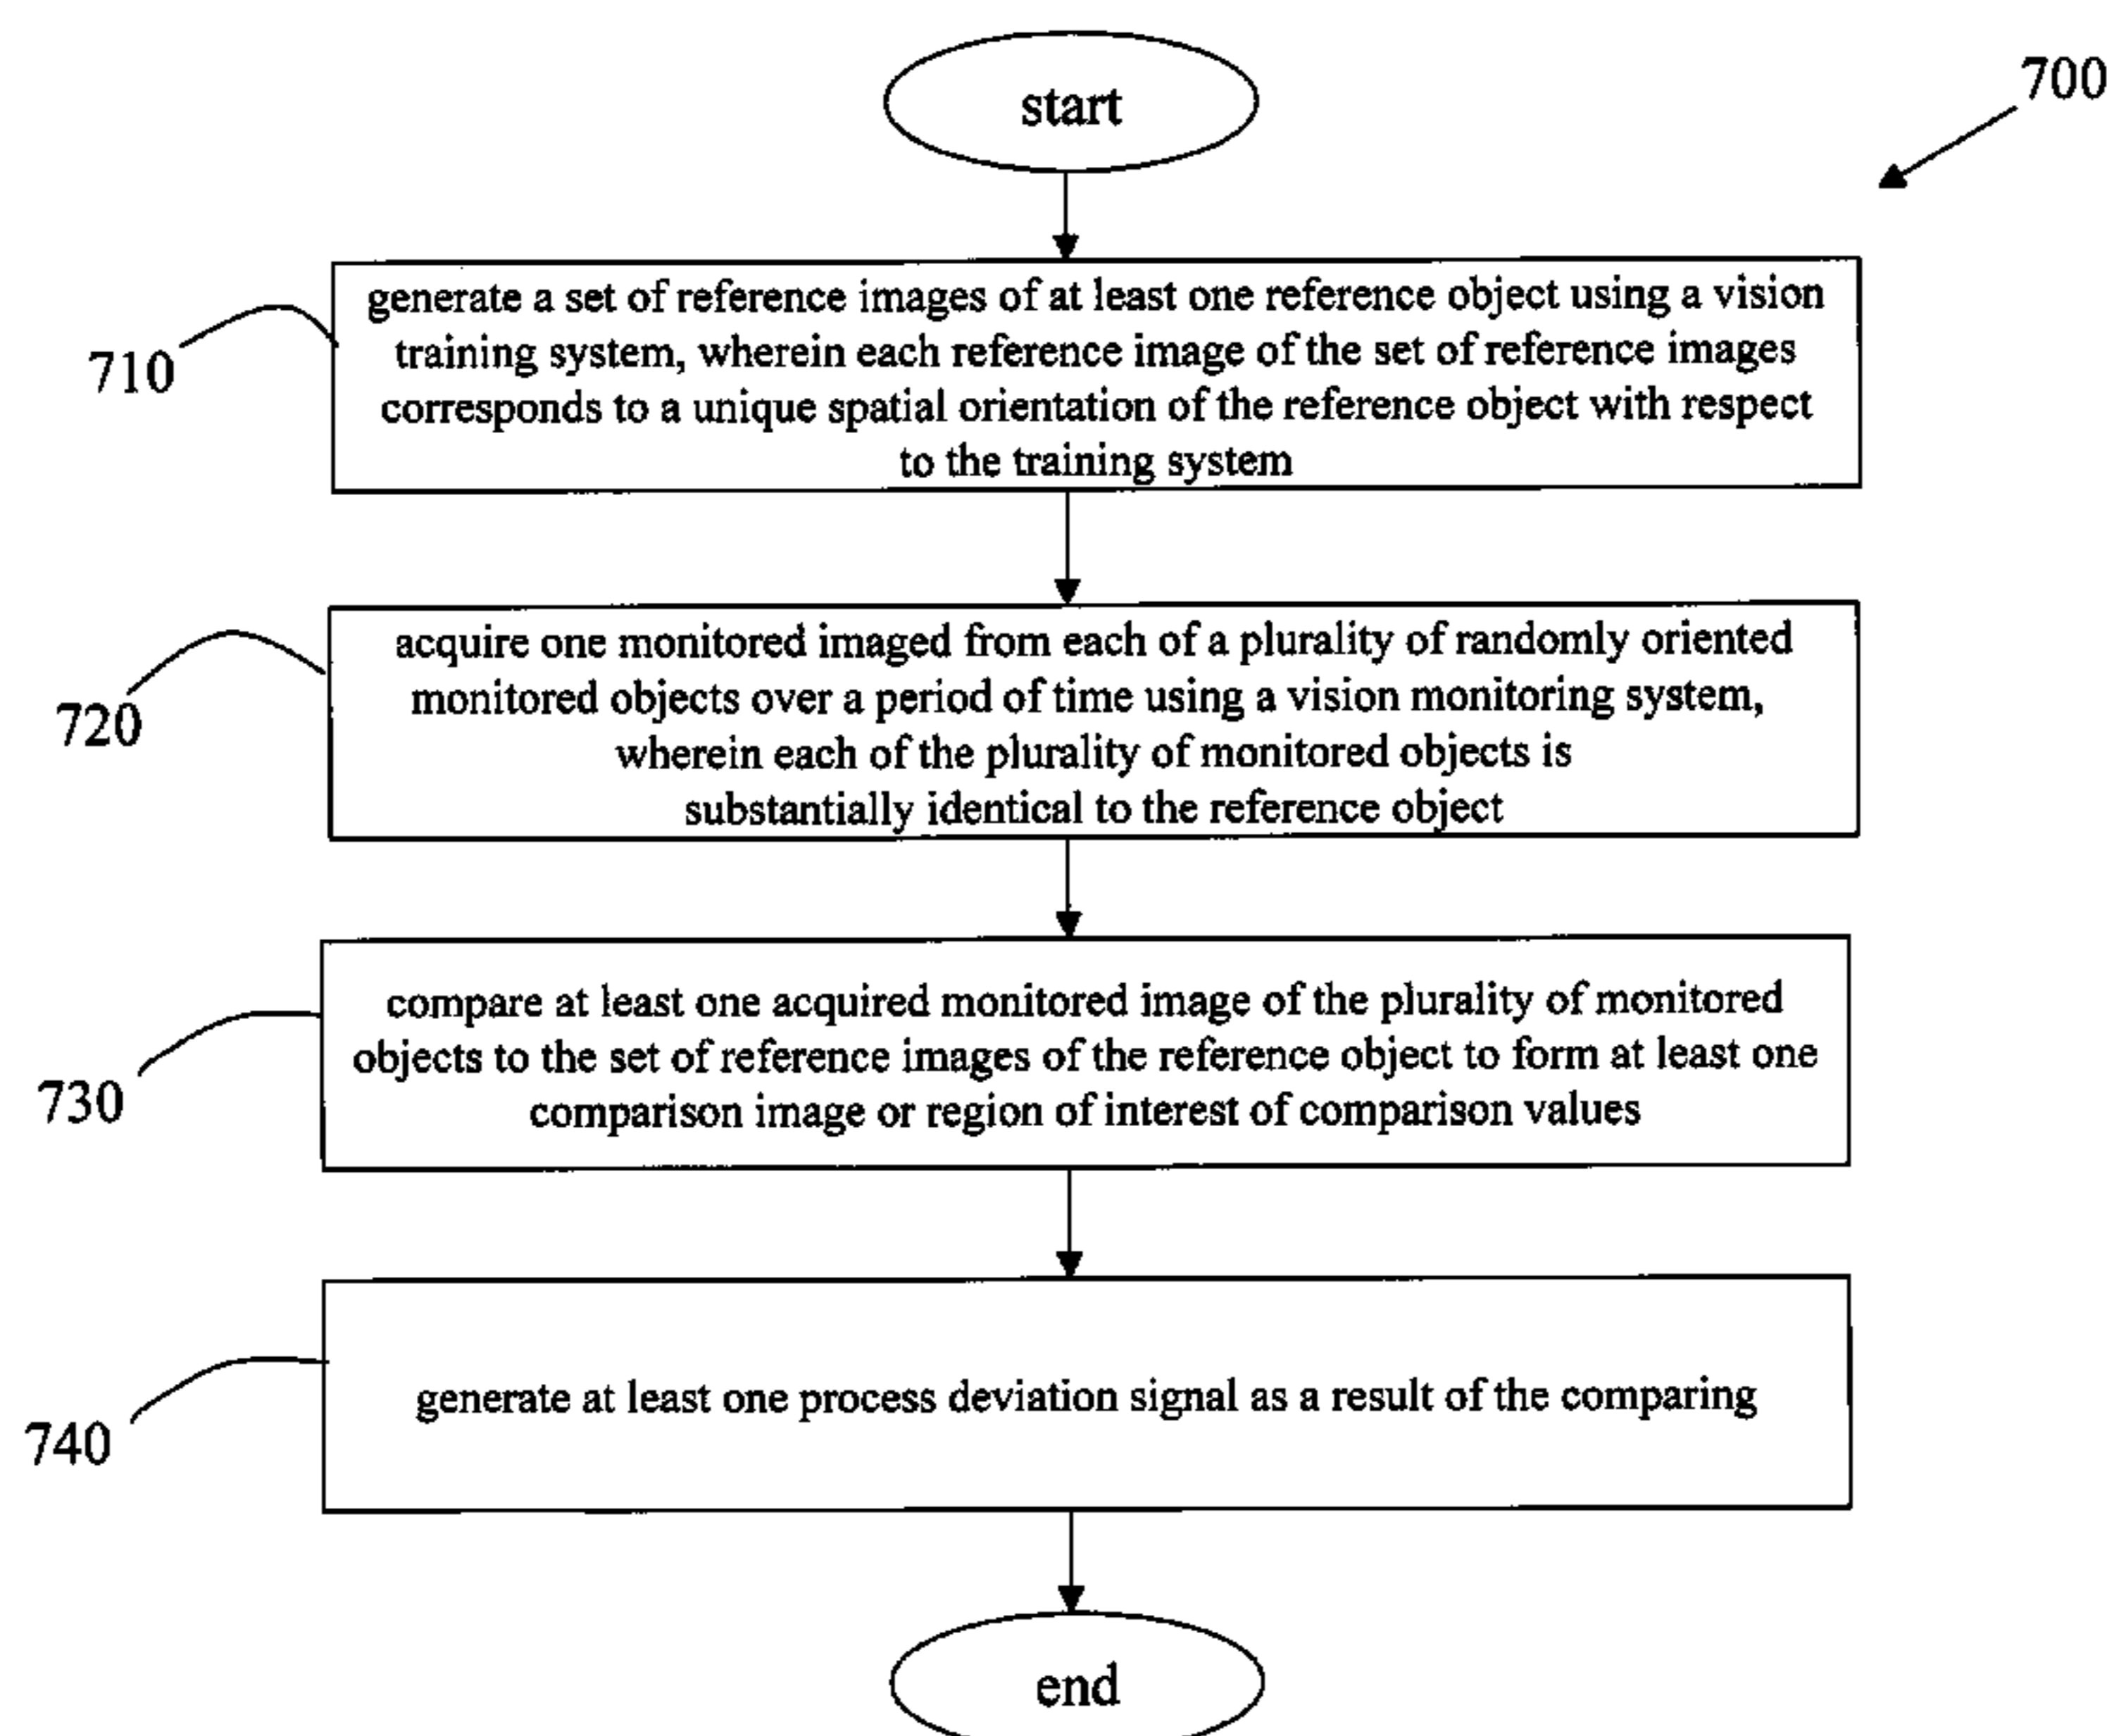 start
700
generate a set of reference images of at least one reference object using a vision
training system, wherein each reference image of the set of reference images
corresponds to a unique spatial orientation of the reference object with respect
to the training system
710
acquire one monitored imaged from each of a plurality of randomly oriented
monitored objects over a period of time using a vision monitoring system,
wherein each of the plurality of monitored objects is
substantially identical to the reference object
720
compare at least one acquired monitored image of the plurality of monitored
objects to the set of reference images of the reference object to form at least one
comparison image or region of interest of comparison values
730
generate at least one process deviation signal as a result of the comparing
740
end